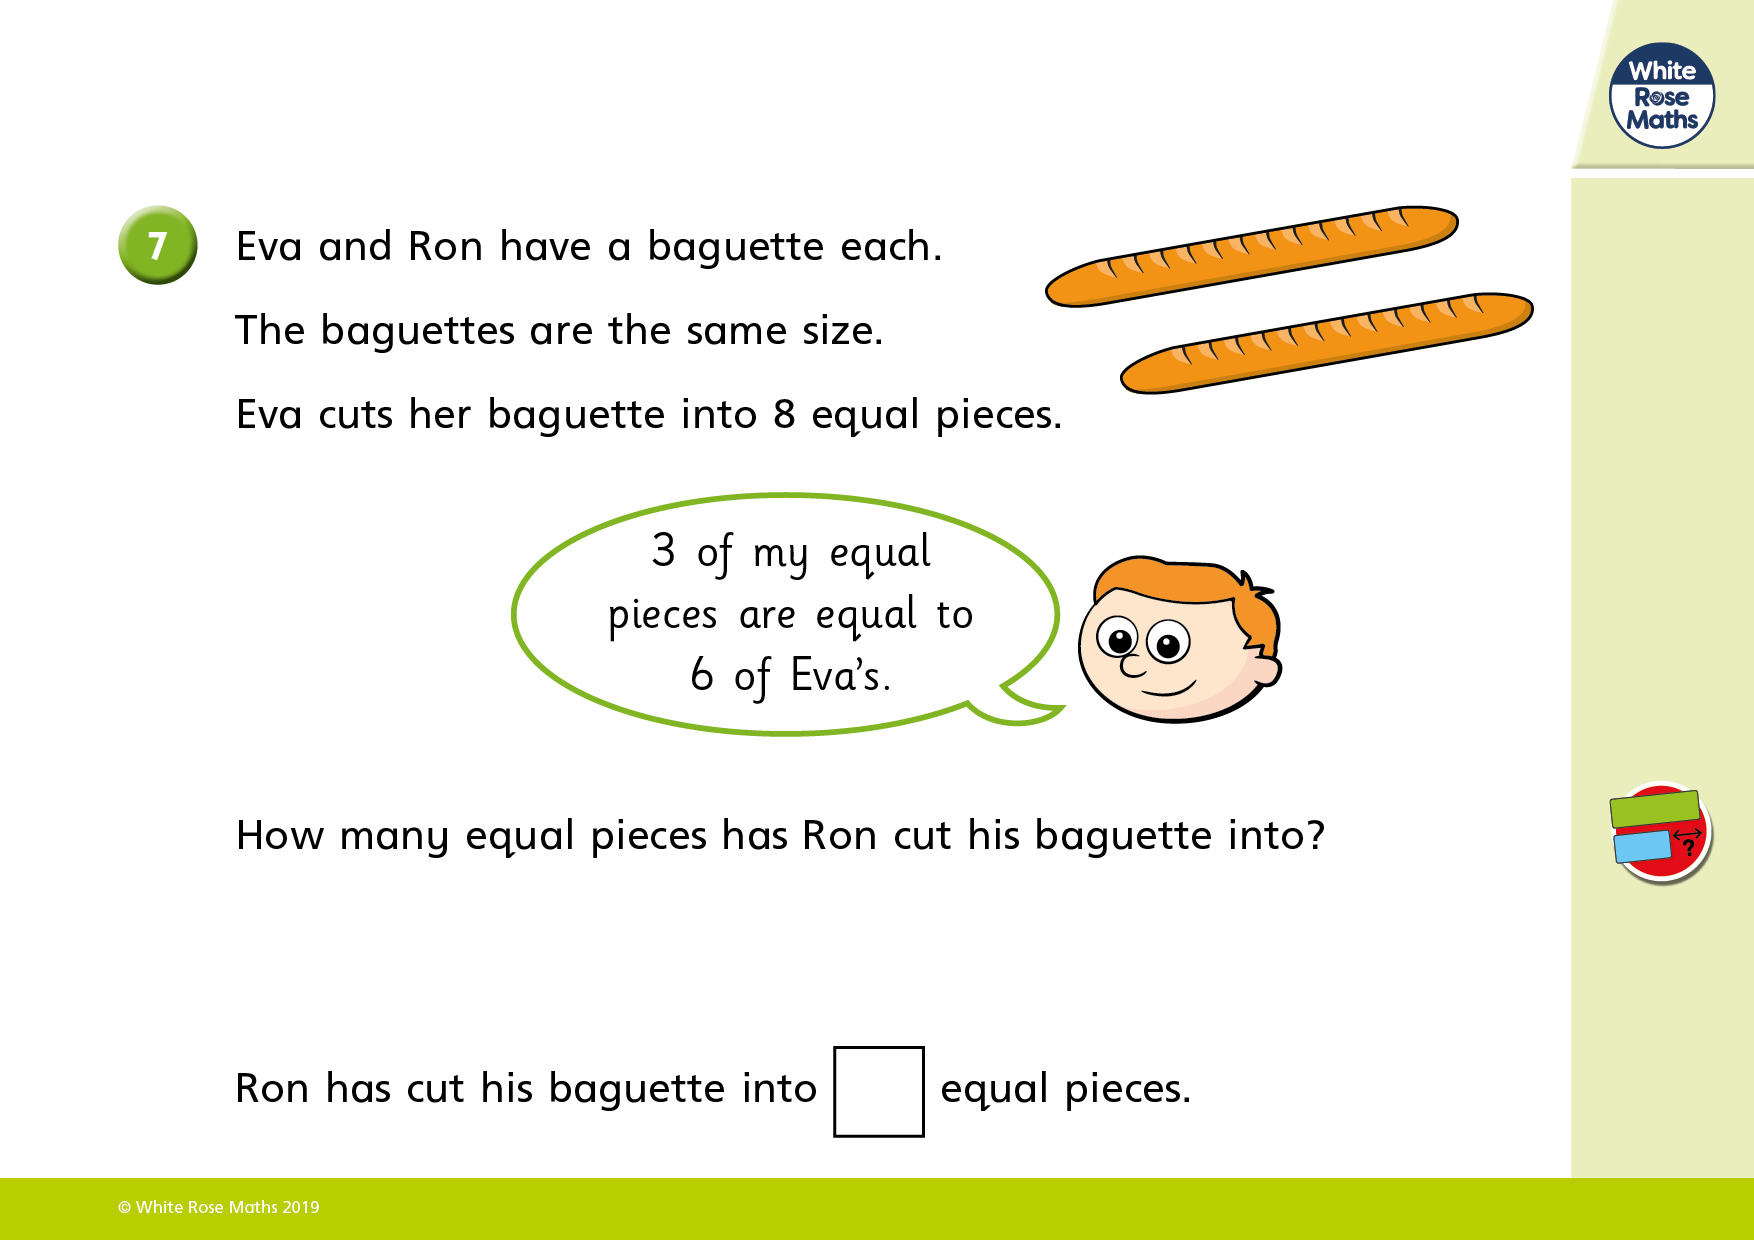 White
Rose
Maths
7
Eva and Ron have a baguette each.
The baguettes are the same size.
Eva cuts her baguette into 8 equal pieces.
3 of my equal
pieces are equal to
6 of Eva's.
How many equal pieces has Ron cut his baguette into?
?
Ron has cut his baguette into equal pieces.
© White Rose Maths 2019